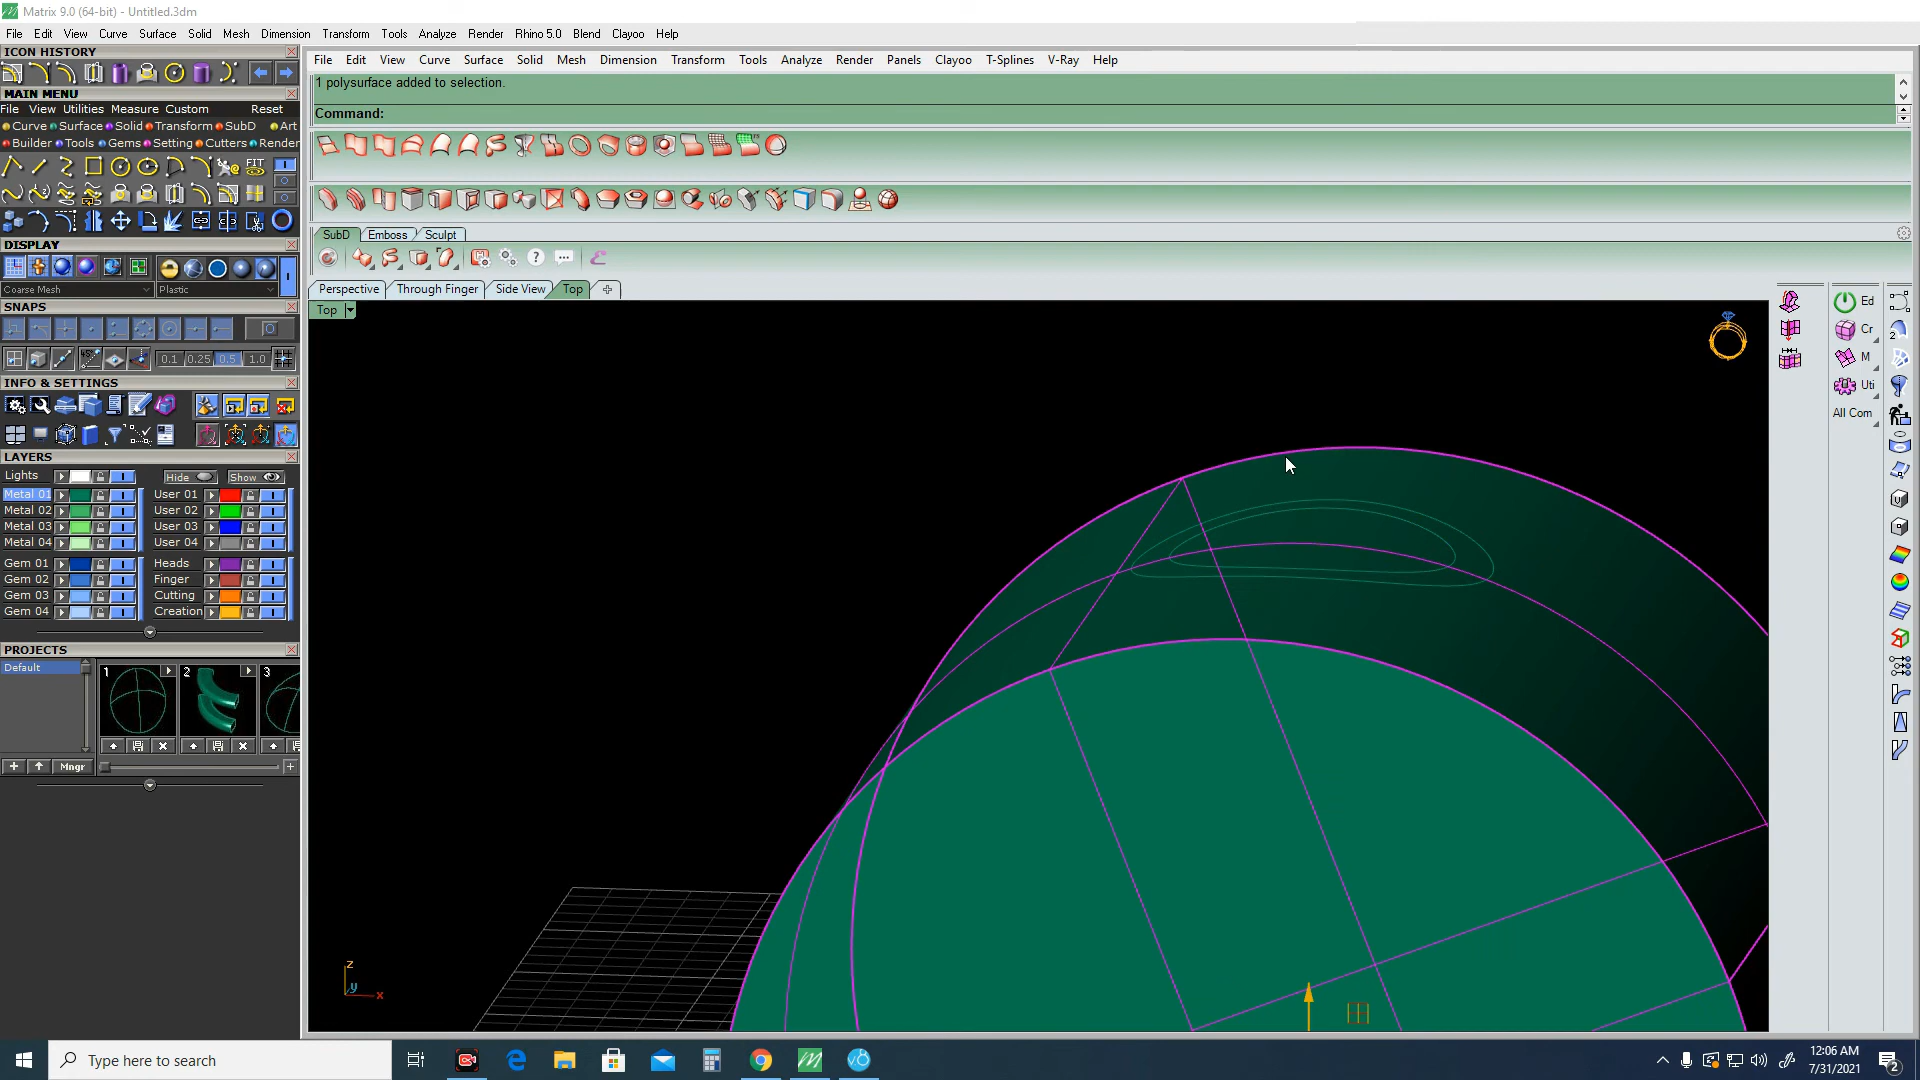 Matrix 9.0 (64-bit) - Untitled.3dm
File Edit View Curve Surface Solid Mesh Dimension Transform Tools Analyze Render Rhino 5.0 Blend Clayoo Help
ICON HISTORY
MAIN MENU
File View Utilities Measure Custom Reset
Curve Surface Solid Transform SubD Art
Builder Tools Gems Setting Cutters Render
FIT
DISPLAY
Coarse Mesh Plastic
SNAPS
0.1 0.25 0.5 1.0
INFO & SETTINGS
LAYERS
Lights Hide Show
Metal 01 User 01
Metal 02 User 02
Metal 03 User 03
Metal 04 User 04
Gem 01 Heads
Gem 02 Finger
Gem 03 Cutting
Gem 04 Creation
PROJECTS
Default
1 2 3
Mngr
File Edit View Curve Surface Solid Mesh Dimension Transform Tools Analyze Render Panels Clayoo T-Splines V-Ray Help
1 polysurface added to selection.
Command:
SubD Emboss Sculpt
Perspective Through Finger Side View Top
Top
z
y
x
Ed
Cr
M
Uti
All Com
2
Type here to search
12:06 AM
7/31/2021
2